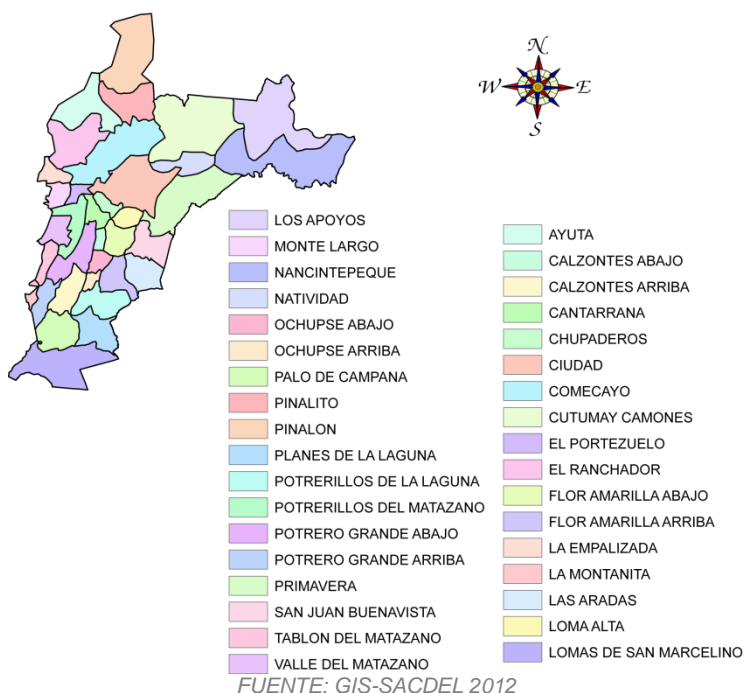 N
W
E
S
LOS APOYOS
MONTE LARGO
NANCINTEPEQUE
NATIVIDAD
OCHUPSE ABAJO
OCHUPSE ARRIBA
PALO DE CAMPANA
PINALITO
PINALON
PLANES DE LA LAGUNA
POTRERILLOS DE LA LAGUNA
POTRERILLOS DEL MATAZANO
POTRERO GRANDE ABAJO
POTRERO GRANDE ARRIBA
PRIMAVERA
SAN JUAN BUENAVISTA
TABLON DEL MATAZANO
VALLE DEL MATAZANO
AYUTA
CALZONTES ABAJO
CALZONTES ARRIBA
CANTARRANA
CHUPADEROS
CIUDAD
COMECAYO
CUTUMAY CAMONES
EL PORTEZUELO
EL RANCHADOR
FLOR AMARILLA ABAJO
FLOR AMARILLA ARRIBA
LA EMPALIZADA
LA MONTANITA
LAS ARADAS
LOMA ALTA
LOMAS DE SAN MARCELINO
FUENTE: GIS-SACDEL 2012